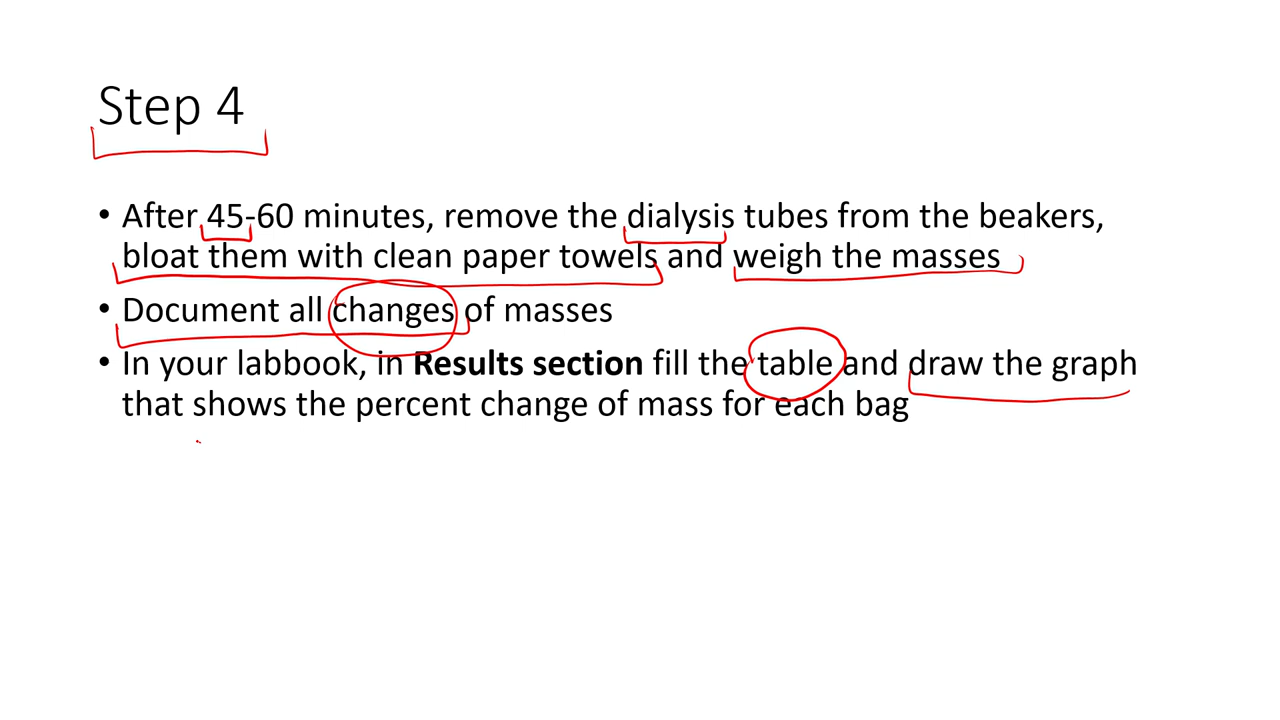 Step 4
• After 45-60 minutes, remove the dialysis tubes from the beakers,
bloat them with clean paper towels and weigh the masses
• Document all changes of masses
• In your labbook, in Results section fill the table and draw the graph
that shows the percent change of mass for each bag